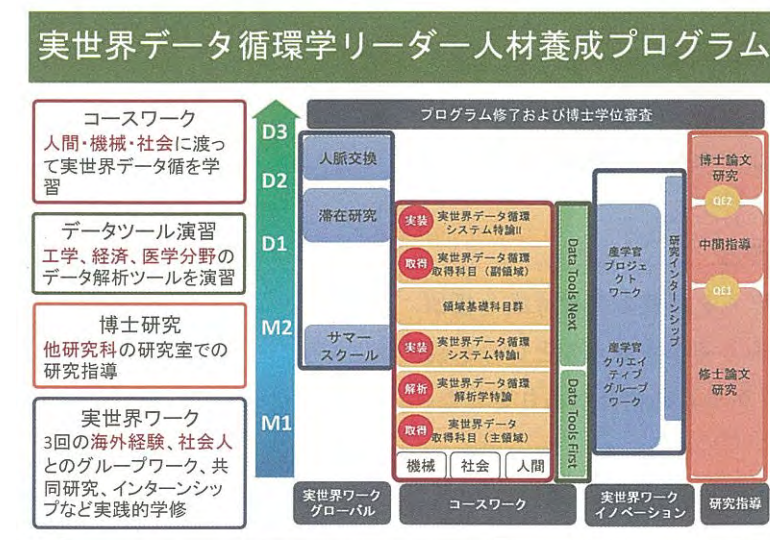 実世界データ循環学リーダー人材養成プログラム
コースワーク
人間・機械・社会に渡っ
て実世界データ循を学
習
データツール演習
工学、経済、医学分野の
データ解析ツールを演習
博士研究
他研究科の研究室での
研究指導
実世界ワーク
3回の海外経験、社会人
とのグループワーク、共
同研究、インターンシッ
プなど実践的学修
D3
D2
D1
M2
M1
プログラム修了および博士学位審査
人脈交換
滞在研究
サマー
スクール
実世界ワーク
グローバル
実装
実世界データ循環
システム特論II
取得
実世界データ循環
取得科目（副領域）
領域基礎科目群
実装
実世界データ循環
システム特論I
解析
実世界データ循環
解析学特論
取得
実世界データ
取得科目（主領域）
機械
社会
人間
Data Tools Next
Data Tools First
コースワーク
産学官
プロジェ
クト
ワーク
産学官
クリエイ
ティブ
グループ
ワーク
研究インターンシップ
実世界ワーク
イノベーション
博士論文
研究
QE2
中間指導
QE1
修士論文
研究
研究指導